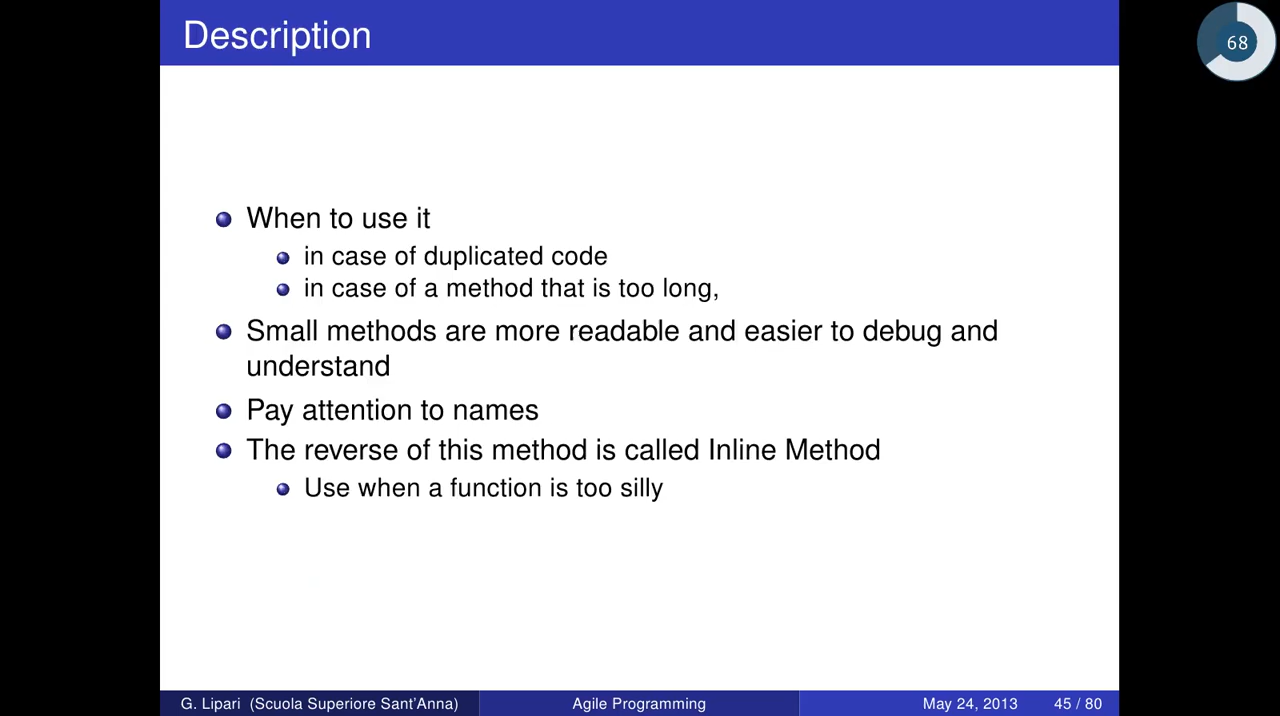 Description
68
When to use it
in case of duplicated code
in case of a method that is too long,
Small methods are more readable and easier to debug and
understand
Pay attention to names
The reverse of this method is called Inline Method
Use when a function is too silly
G. Lipari (Scuola Superiore Sant'Anna) Agile Programming May 24, 2013 45 / 80